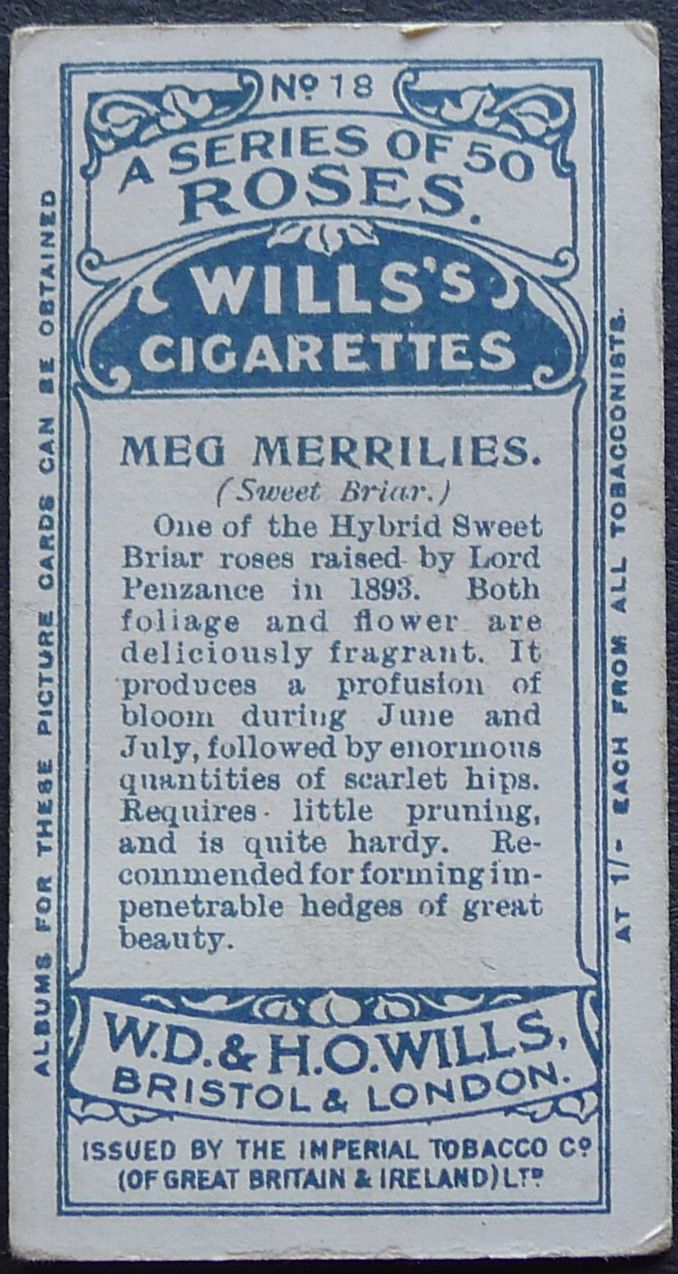 No 18
A SERIES OF 50
ROSES.
WILLS'S
CIGARETTES
MEG MERRILIES.
(Sweet Briar.)
One of the Hybrid Sweet
Briar roses raised by Lord
Penzance in 1893. Both
foliage and flower are
deliciously fragrant. It
produces a profusion of
bloom during June and
July, followed by enormous
quantities of scarlet hips.
Requires little pruning,
and is quite hardy. Re-
commended for forming im-
penetrable hedges of great
beauty.
W.D. & H.O. WILLS,
BRISTOL & LONDON.
ISSUED BY THE IMPERIAL TOBACCO Co
(OF GREAT BRITAIN & IRELAND) LTD
ALBUMS FOR THESE PICTURE CARDS CAN BE OBTAINED
AT 1/- EACH FROM ALL TOBACCONISTS.